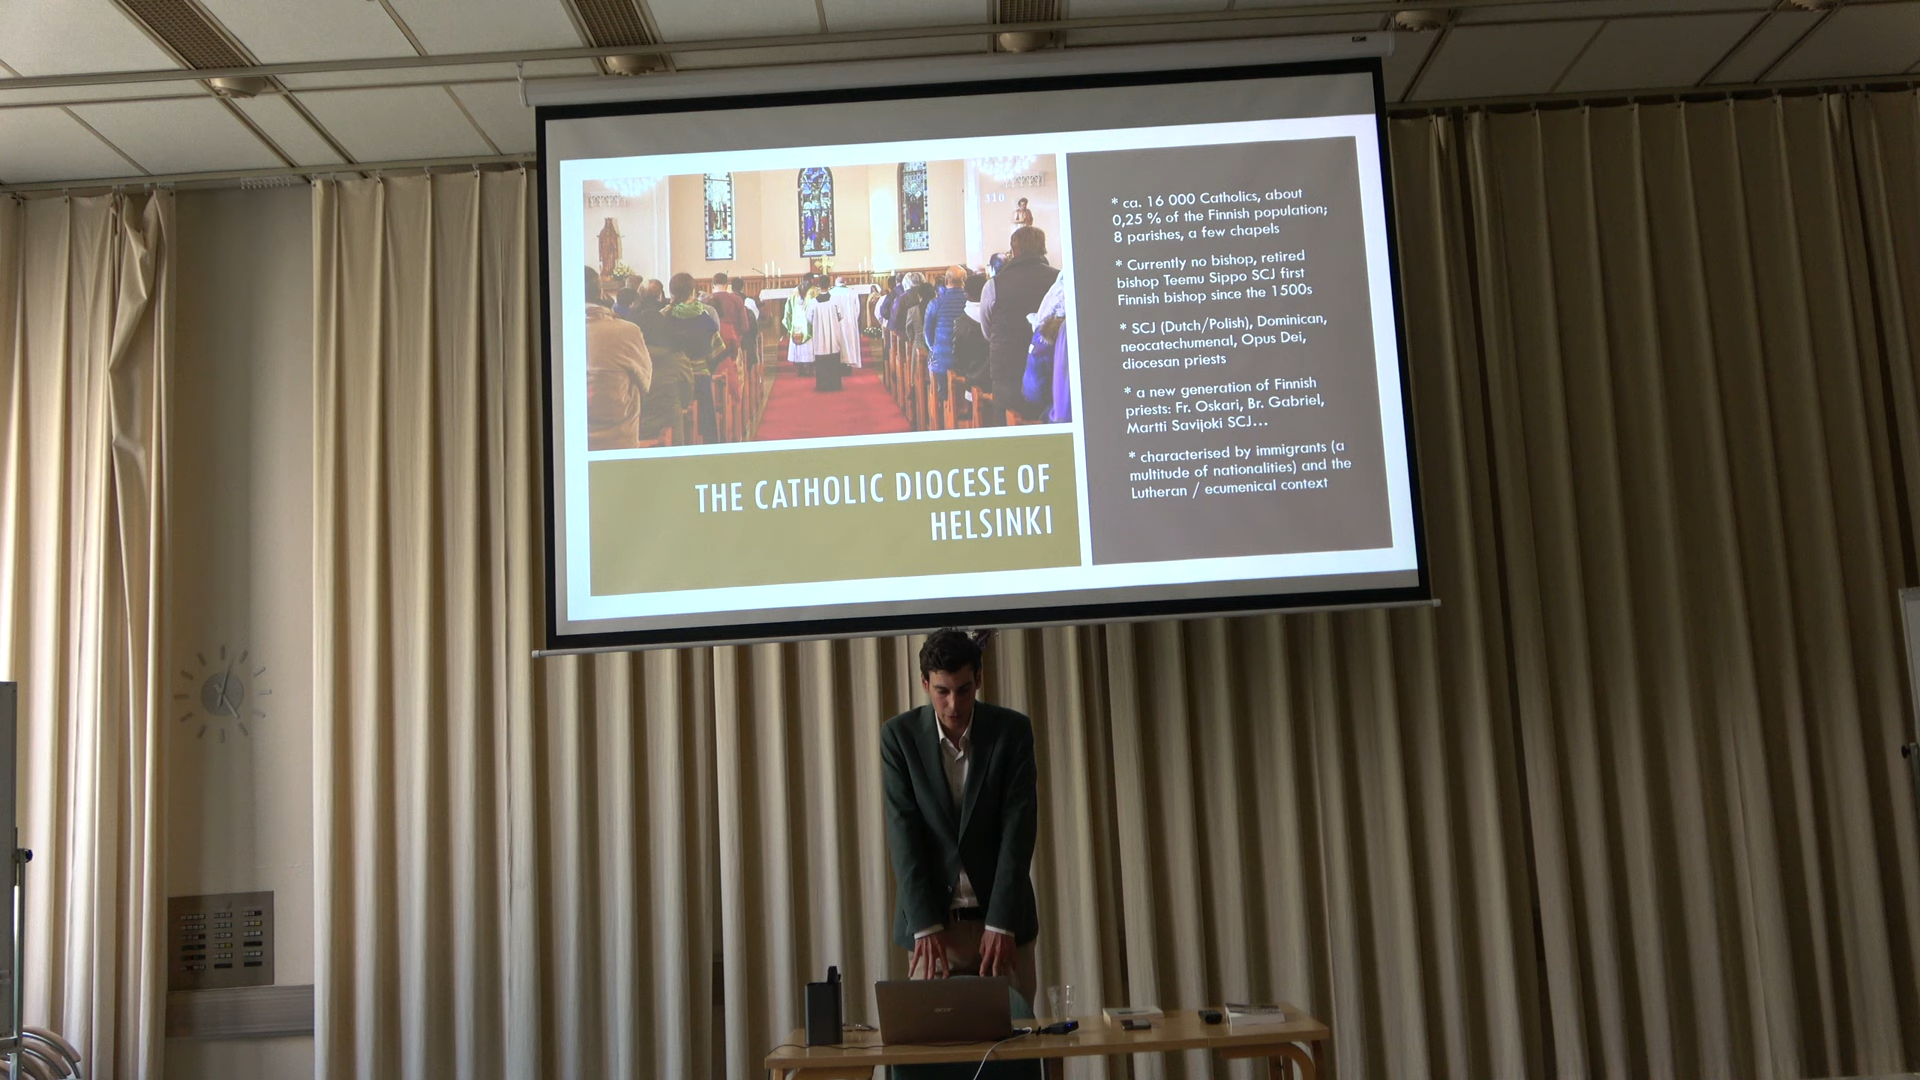 310
THE CATHOLIC DIOCESE OF
HELSINKI
* ca. 16 000 Catholics, about
0,25 % of the Finnish population;
8 parishes, a few chapels
* Currently no bishop, retired
bishop Teemu Sippo SCJ first
Finnish bishop since the 1500s
* SCJ (Dutch/Polish), Dominican,
neocatechumenal, Opus Dei,
diocesan priests
* a new generation of Finnish
priests: Fr. Oskari, Br. Gabriel,
Martti Savijoki SCJ...
* characterised by immigrants (a
multitude of nationalities) and the
Lutheran / ecumenical context
acer